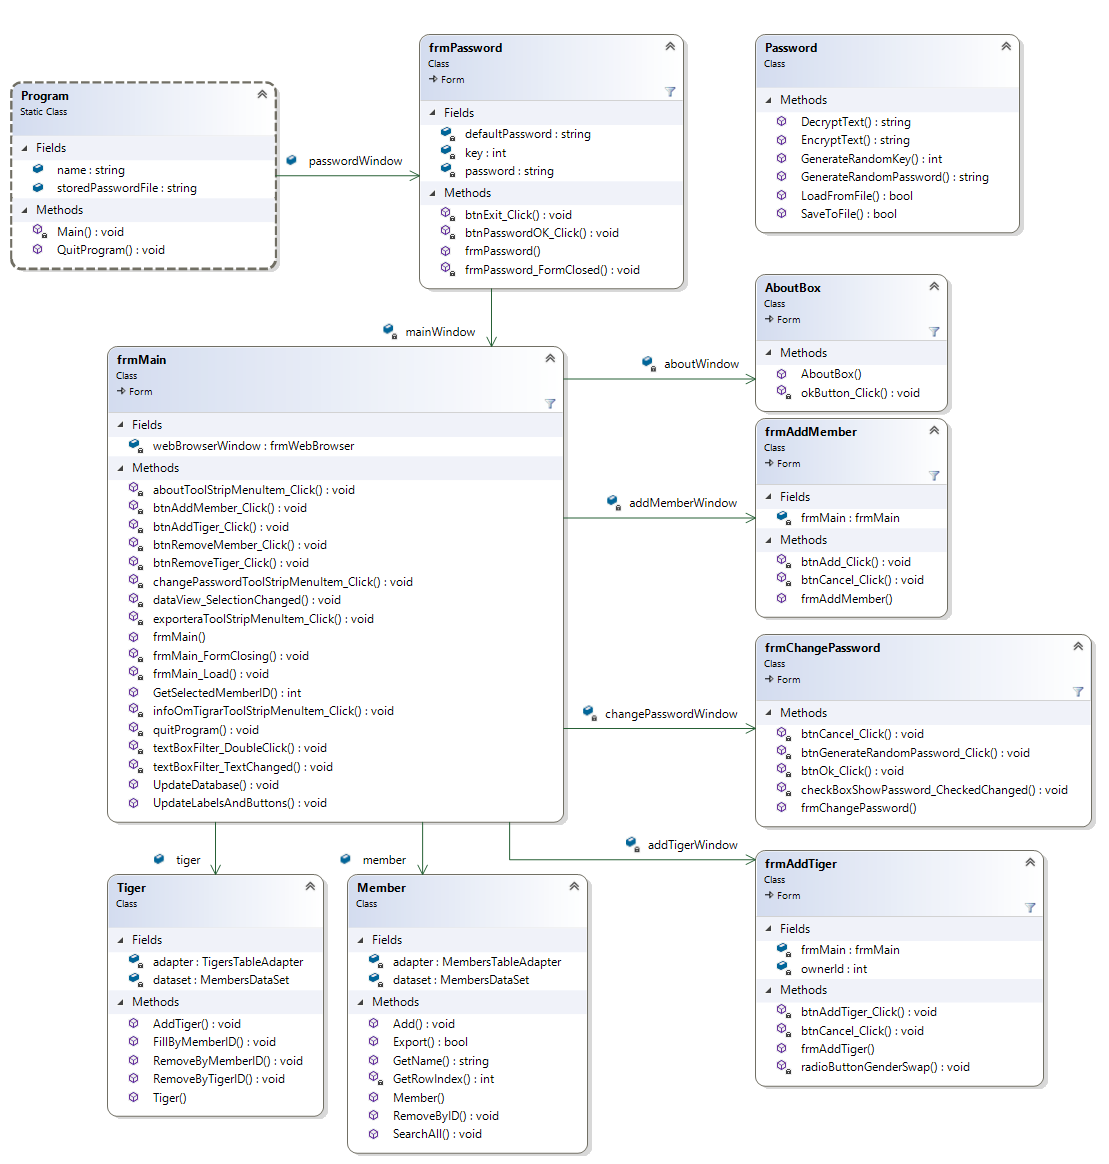 Program
Static Class
Fields
name : string
storedPasswordFile : string
Methods
Main() : void
QuitProgram() : void
passwordWindow
frmPassword
Class
Form
Fields
defaultPassword : string
key : int
password : string
Methods
btnExit_Click() : void
btnPasswordOK_Click() : void
frmPassword()
frmPassword_FormClosed() : void
Password
Class
Methods
DecryptText() : string
EncryptText() : string
GenerateRandomKey() : int
GenerateRandomPassword() : string
LoadFromFile() : bool
SaveToFile() : bool
mainWindow
frmMain
Class
Form
Fields
webBrowserWindow : frmWebBrowser
Methods
aboutToolStripMenuItem_Click() : void
btnAddMember_Click() : void
btnAddTiger_Click() : void
btnRemoveMember_Click() : void
btnRemoveTiger_Click() : void
changePasswordToolStripMenuItem_Click() : void
dataView_SelectionChanged() : void
exporteraToolStripMenuItem_Click() : void
frmMain()
frmMain_FormClosing() : void
frmMain_Load() : void
GetSelectedMemberID() : int
infoOmTigrarToolStripMenuItem_Click() : void
quitProgram() : void
textBoxFilter_DoubleClick() : void
textBoxFilter_TextChanged() : void
UpdateDatabase() : void
UpdateLabelsAndButtons() : void
aboutWindow
AboutBox
Class
Form
Methods
AboutBox()
okButton_Click() : void
addMemberWindow
frmAddMember
Class
Form
Fields
frmMain : frmMain
Methods
btnAdd_Click() : void
btnCancel_Click() : void
frmAddMember()
changePasswordWindow
frmChangePassword
Class
Form
Methods
btnCancel_Click() : void
btnGenerateRandomPassword_Click() : void
btnOk_Click() : void
checkBoxShowPassword_CheckedChanged() : void
frmChangePassword()
tiger
Tiger
Class
Fields
adapter : TigersTableAdapter
dataset : MembersDataSet
Methods
AddTiger() : void
FillByMemberID() : void
RemoveByMemberID() : void
RemoveByTigerID() : void
Tiger()
member
Member
Class
Fields
adapter : MembersTableAdapter
dataset : MembersDataSet
Methods
Add() : void
Export() : bool
GetName() : string
GetRowIndex() : int
Member()
RemoveByID() : void
SearchAll() : void
addTigerWindow
frmAddTiger
Class
Form
Fields
frmMain : frmMain
ownerId : int
Methods
btnAddTiger_Click() : void
btnCancel_Click() : void
frmAddTiger()
radioButtonGenderSwap() : void